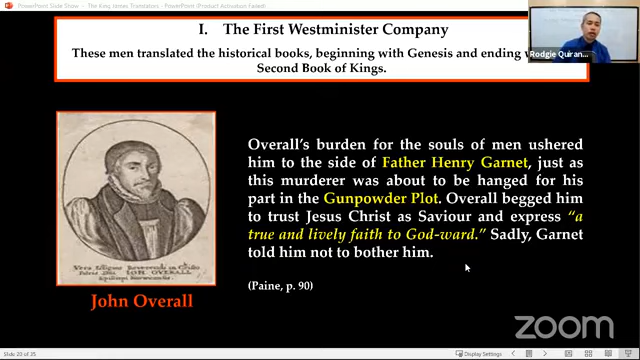 PowerPoint Slide Show - The King James Translators - PowerPoint (Product Activation Failed)
I. The First Westminister Company
These men translated the historical books, beginning with Genesis and ending
Second Book of Kings.
Rodgie Quiran...
Overall's burden for the souls of men ushered
him to the side of Father Henry Garnet, just as
this murderer was about to be hanged for his
part in the Gunpowder Plot. Overall begged him
to trust Jesus Christ as Saviour and express "a
true and lively faith to God-ward." Sadly, Garnet
told him not to bother him.
(Paine, p. 90)
John Overall
zoom
Slide 20 of 35
Display Settings